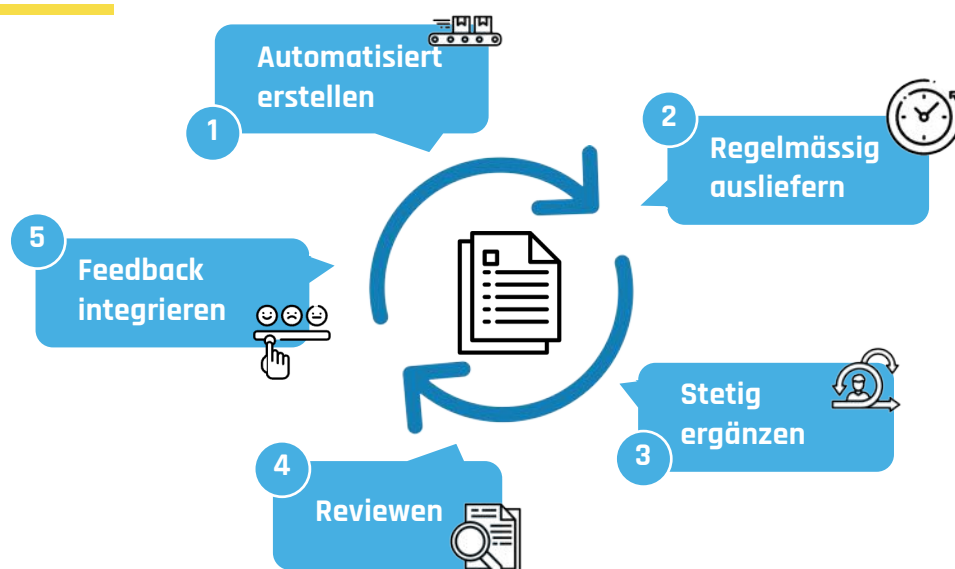 1
Automatisiert
erstellen
2
Regelmässig
ausliefern
3
Stetig
ergänzen
4
Reviewen
5
Feedback
integrieren